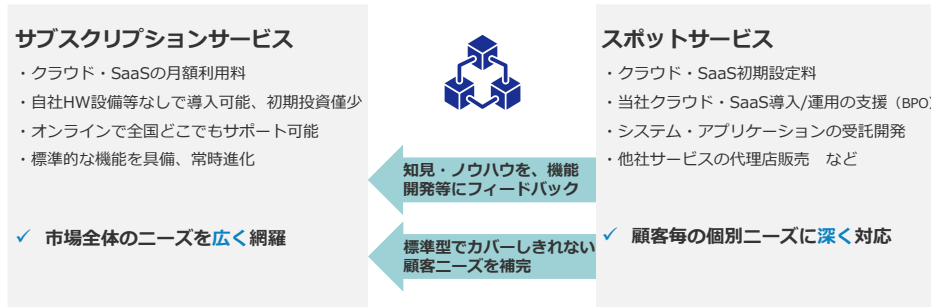 サブスクリプションサービス
・クラウド・SaaSの月額利用料
・自社HW設備等なしで導入可能、初期投資僅少
・オンラインで全国どこでもサポート可能
・標準的な機能を具備、常時進化
✓ 市場全体のニーズを広く網羅
知見・ノウハウを、機能
開発等にフィードバック
標準型でカバーしきれない
顧客ニーズを補完
スポットサービス
・クラウド・SaaS初期設定料
・当社クラウド・SaaS導入/運用の支援（BPO）
・システム・アプリケーションの受託開発
・他社サービスの代理店販売　など
✓ 顧客毎の個別ニーズに深く対応